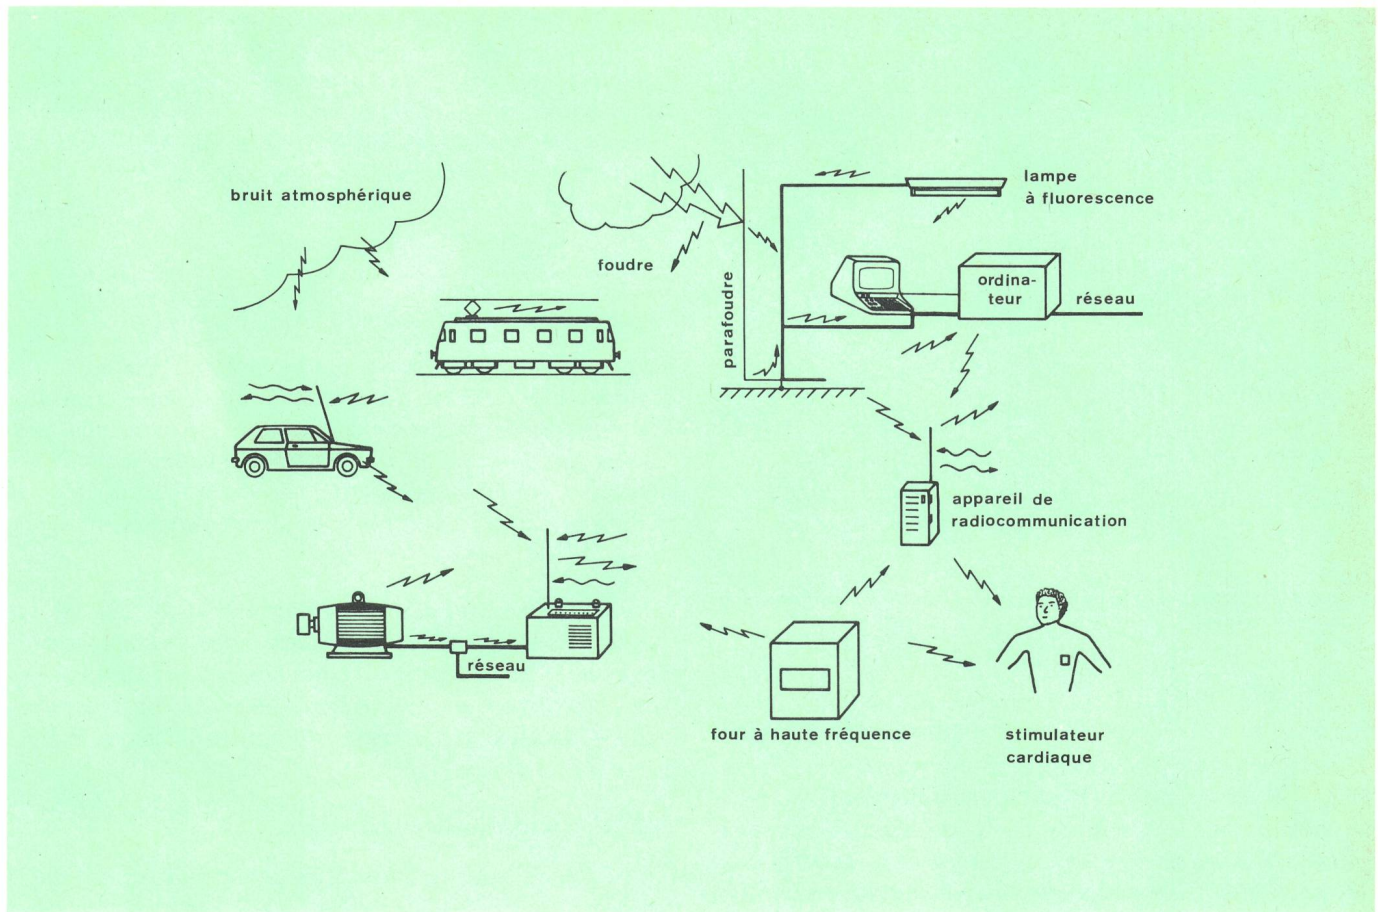 bruit atmosphérique
foudre
parafoudre
lampe
à fluorescence
ordina-
teur
réseau
appareil de
radiocommunication
réseau
four à haute fréquence
stimulateur
cardiaque